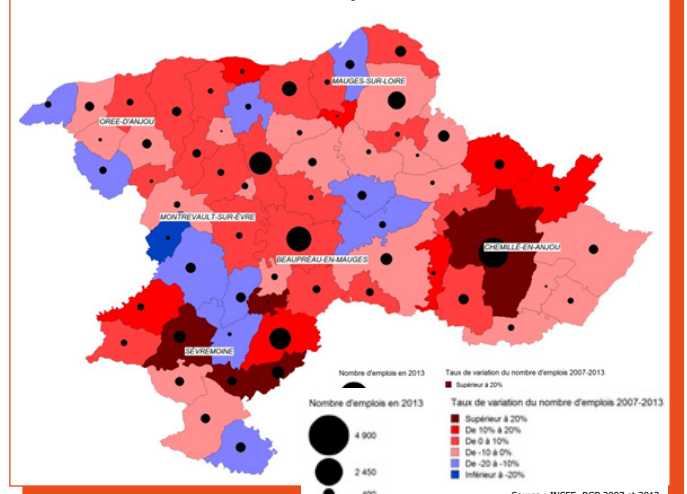 MAUGES-SUR-LOIRE
OREE-D'ANJOU
MONTREVAULT-SUR-ÈVRE
CHEMILLE-EN-ANJOU
BEAUPRÉAU-EN-MAUGES
SÈVREMOINE
Nombre d'emplois en 2013
Taux de variation du nombre d'emplois 2007-2013
Supérieur à 20%
Nombre d'emplois en 2013
4 900
2 450
Taux de variation du nombre d'emplois 2007-2013
Supérieur à 20%
De 10% à 20%
De 0 à 10%
De -10 à 0%
De -20 à -10%
Inférieur à -20%